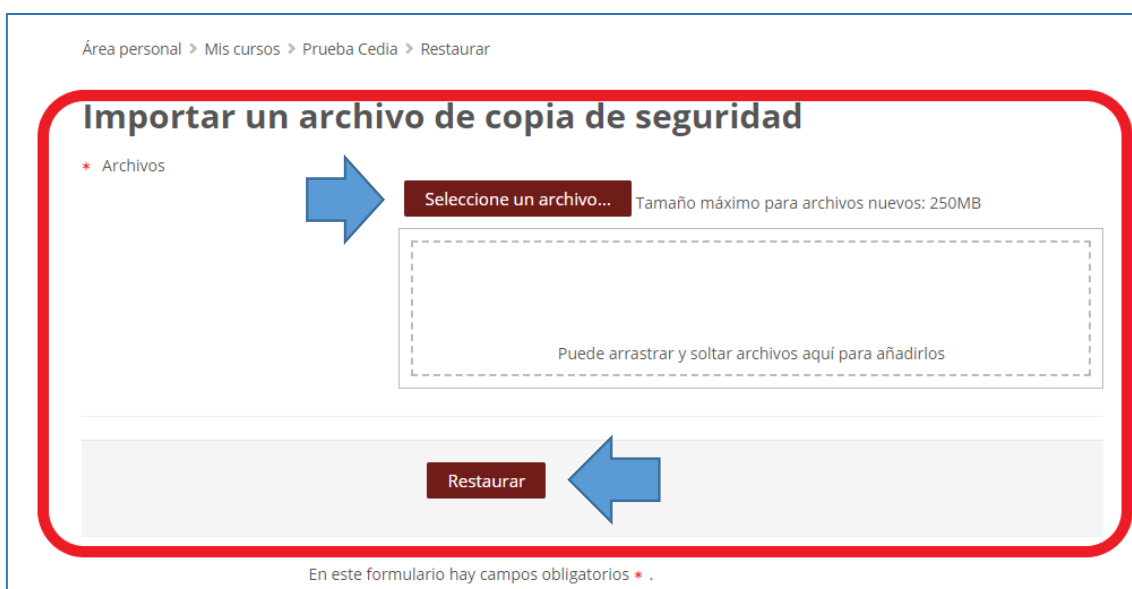 Área personal > Mis cursos > Prueba Cedia > Restaurar
Importar un archivo de copia de seguridad
* Archivos
Seleccione un archivo... Tamaño máximo para archivos nuevos: 250MB
Puede arrastrar y soltar archivos aquí para añadirlos
Restaurar
En este formulario hay campos obligatorios * .